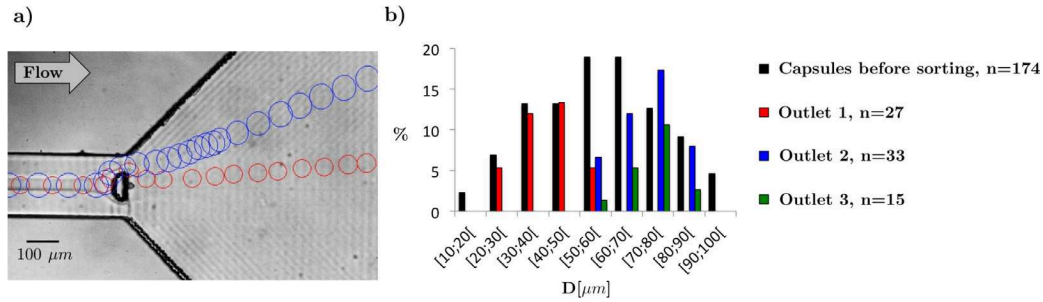 a)
Flow
100 μm
b)
%
20
15
10
5
0
[10;20[
[20;30[
[30;40[
[40;50[
[50;60[
[60;70[
[70;80[
[80;90[
[90;100[
D[μm]
Capsules before sorting, n=174
Outlet 1, n=27
Outlet 2, n=33
Outlet 3, n=15